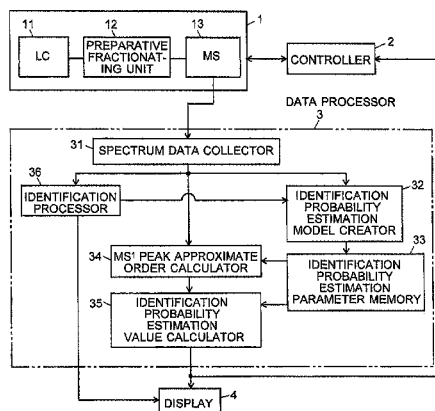 1
11
12
13
LC
PREPARATIVE
FRACTIONAT-
ING UNIT
MS
2
CONTROLLER
DATA PROCESSOR
3
31
SPECTRUM DATA COLLECTOR
36
IDENTIFICATION
PROCESSOR
32
IDENTIFICATION
PROBABILITY
ESTIMATION
MODEL CREATOR
34
MS¹ PEAK APPROXIMATE
ORDER CALCULATOR
33
IDENTIFICATION
PROBABILITY
ESTIMATION
PARAMETER MEMORY
35
IDENTIFICATION
PROBABILITY
ESTIMATION
VALUE CALCULATOR
DISPLAY
4